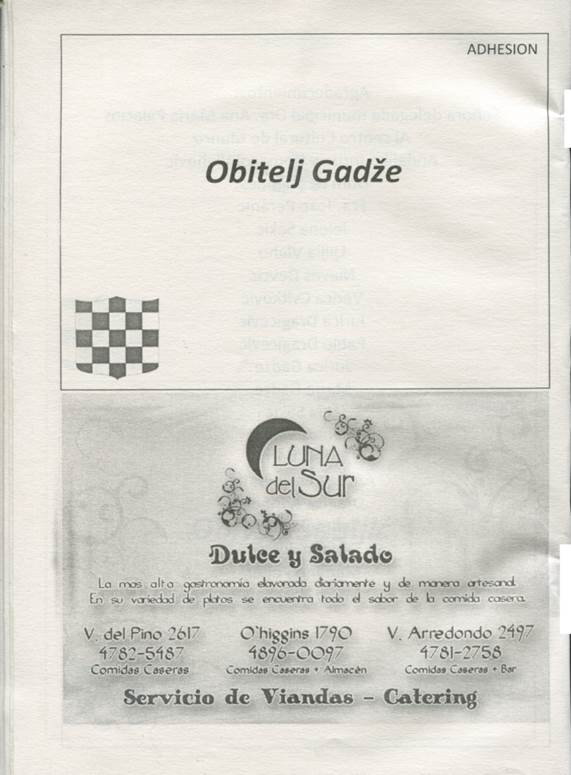 ADHESION
Obitelj Gadže
LUNA
del Sur
Dulce y Salado
La mas alta gastronomía elavorada diariamente y de manera artesanal.
En su variedad de platos se encuentra todo el sabor de la comida casera.
V. del Pino 2617 O'higgins 1790 V. Arredondo 2497
4782-5487 4896-0097 4781-2758
Comidas Caseras Comidas Caseras + Almacén Comidas Caseras + Bar
Servicio de Viandas - Catering